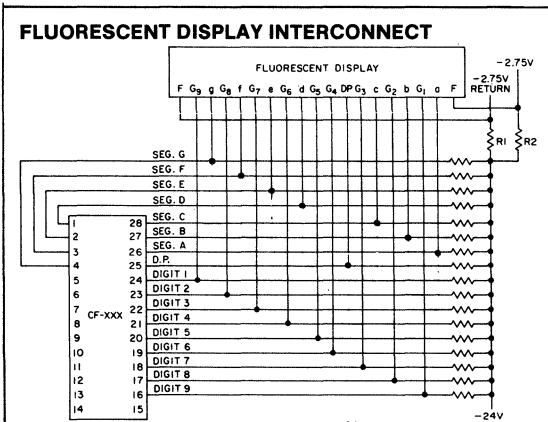 FLUORESCENT DISPLAY INTERCONNECT
FLUORESCENT DISPLAY
F G9 g G8 f G7 e G6 d G5 G4 DP G3 c G2 b G1 a F
-2.75V
-2.75V
RETURN
R1
R2
SEG. G
SEG. F
SEG. E
SEG. D
1 28 SEG. C
2 27 SEG. B
3 26 SEG. A
4 25 D.P.
5 24 DIGIT 1
6 23 DIGIT 2
7 22 DIGIT 3
CF-XXX
8 21 DIGIT 4
9 20 DIGIT 5
10 19 DIGIT 6
11 18 DIGIT 7
12 17 DIGIT 8
13 16 DIGIT 9
14 15
-24V